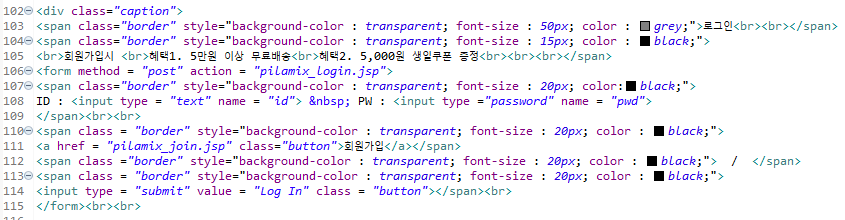 102 <div class="caption">
103 <span class="border" style="background-color : transparent; font-size : 50px; color : grey;">로그인<br><br></span>
104 <span class="border" style="background-color : transparent; font-size : 15px; color : black;">
105 <br>회원가입시 <br>혜택1. 5만원 이상 무료배송<br>혜택2. 5,000원 생일쿠폰 증정<br><br><br></span>
106 <form method = "post" action = "pilamix_login.jsp">
107 <span class="border" style="background-color : transparent; font-size : 20px; color:black;">
108 ID : <input type = "text" name = "id"> &nbsp; PW : <input type ="password" name = "pwd">
109 </span><br><br>
110 <span class = "border" style="background-color : transparent; font-size : 20px; color : black;">
111 <a href = "pilamix_join.jsp" class="button">회원가입</a></span>
112 <span class ="border" style="background-color : transparent; font-size : 20px; color : black;">  /  </span>
113 <span class = "border" style="background-color : transparent; font-size : 20px; color : black;">
114 <input type = "submit" value = "Log In" class = "button"></span><br>
115 </form><br><br>